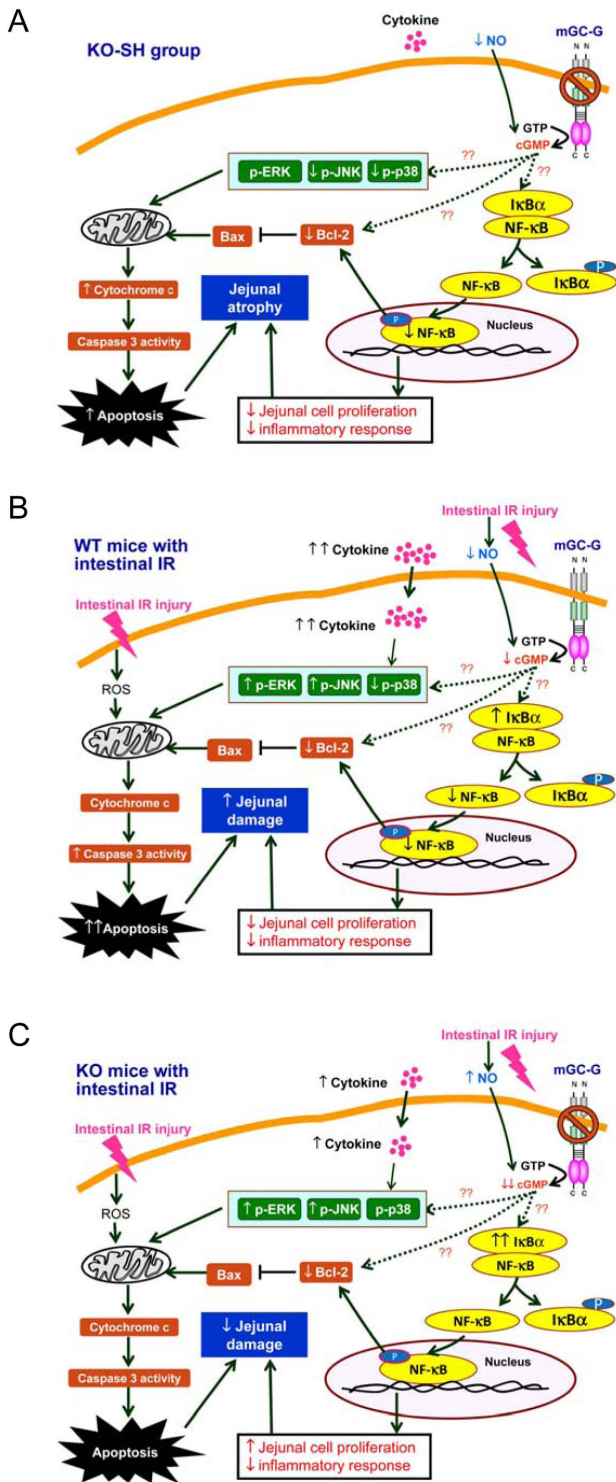 A
KO-SH group
Cytokine
↓NO
mGC-G
N N
GTP
cGMP
C C
??
??
??
p-ERK
↓p-JNK
↓p-p38
IκBα
NF-κB
Bax
↓Bcl-2
P
NF-κB
IκBα
↑Cytochrome c
Jejunal
atrophy
P
↓NF-κB
Nucleus
Caspase 3 activity
↑Apoptosis
↓Jejunal cell proliferation
↓inflammatory response
B
WT mice with
intestinal IR
Intestinal IR injury
↑↑Cytokine
↓NO
mGC-G
N N
Intestinal IR injury
↑↑Cytokine
GTP
↓cGMP
C C
ROS
??
??
??
↑p-ERK
↑p-JNK
↓p-p38
↑IκBα
NF-κB
Bax
↓Bcl-2
P
↓NF-κB
IκBα
Cytochrome c
↑Jejunal
damage
P
↓NF-κB
Nucleus
↑Caspase 3 activity
↑↑Apoptosis
↓Jejunal cell proliferation
↓inflammatory response
C
KO mice with
intestinal IR
Intestinal IR injury
↑Cytokine
↑NO
mGC-G
N N
Intestinal IR injury
↑Cytokine
GTP
↓↓cGMP
C C
ROS
??
??
??
↑p-ERK
↑p-JNK
p-p38
↑↑IκBα
NF-κB
Bax
↓Bcl-2
P
NF-κB
IκBα
Cytochrome c
↓Jejunal
damage
P
NF-κB
Nucleus
Caspase 3 activity
Apoptosis
↑Jejunal cell proliferation
↓inflammatory response